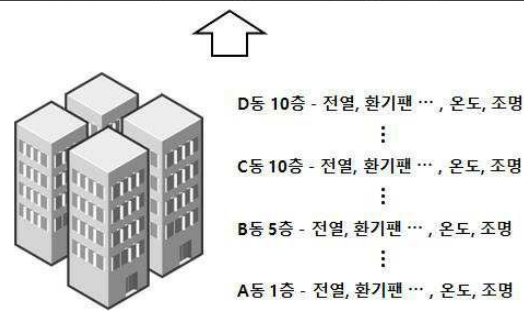 D동 10층 - 전열, 환기팬 … , 온도, 조명
⋮
C동 10층 - 전열, 환기팬 … , 온도, 조명
⋮
B동 5층 - 전열, 환기팬 … , 온도, 조명
⋮
A동 1층 - 전열, 환기팬 … , 온도, 조명